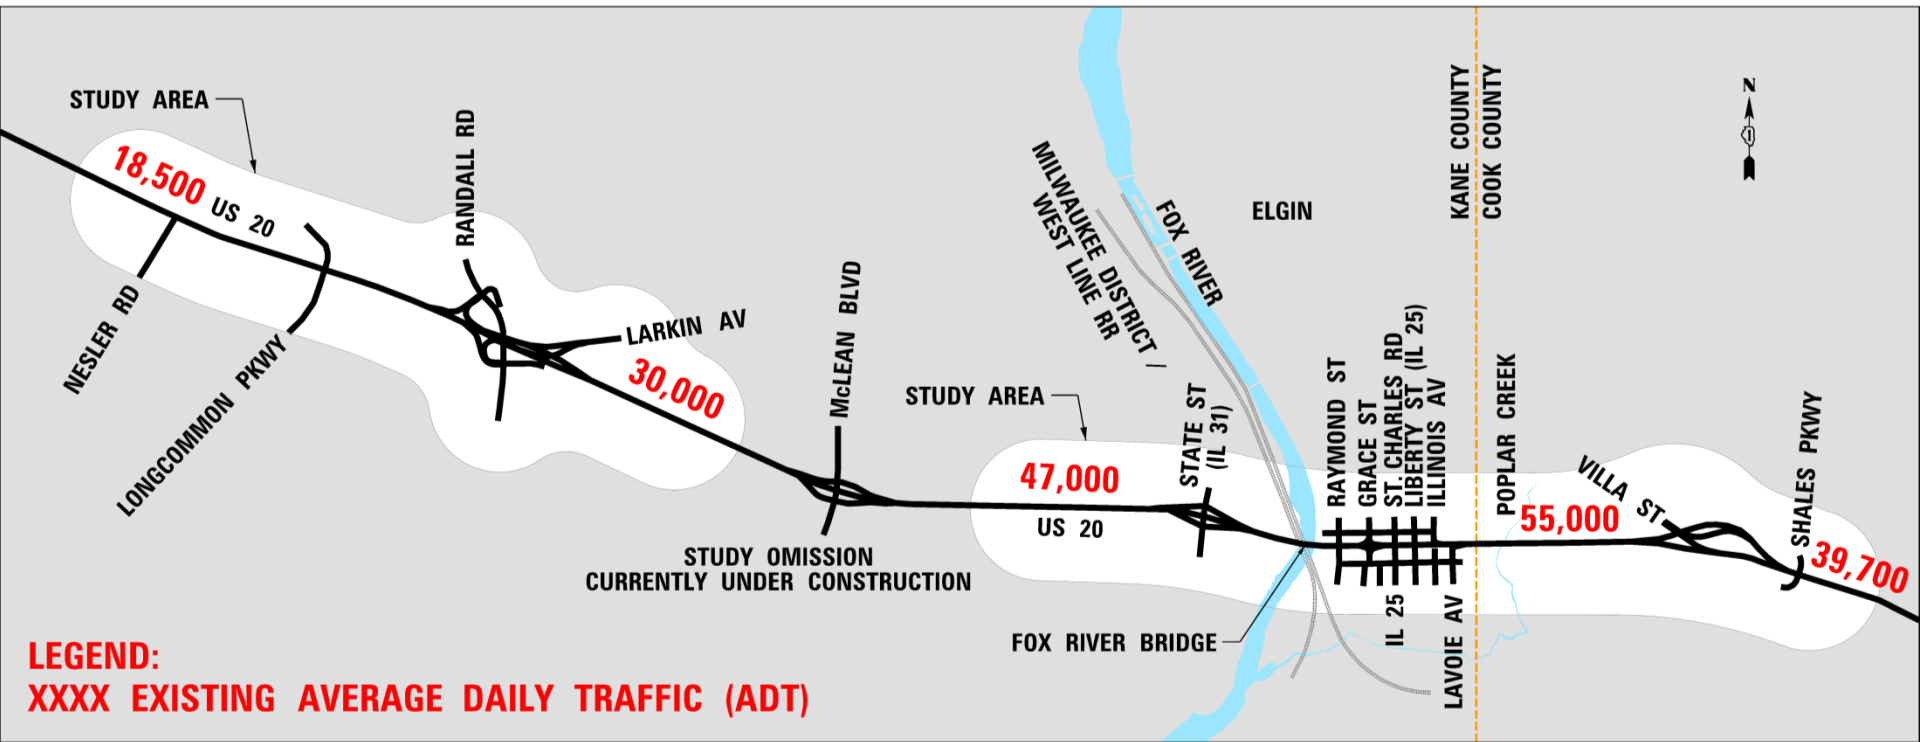 STUDY AREA
18,500
US 20
NESLER RD
LONGCOMMON PKWY
RANDALL RD
LARKIN AV
30,000
McLEAN BLVD
STUDY OMISSION
CURRENTLY UNDER CONSTRUCTION
STUDY AREA
47,000
US 20
STATE ST
(IL 31)
MILWAUKEE DISTRICT
WEST LINE RR
FOX RIVER
ELGIN
FOX RIVER BRIDGE
RAYMOND ST
GRACE ST
ST. CHARLES RD
LIBERTY ST (IL 25)
ILLINOIS AV
IL 25
LAVOIE AV
KANE COUNTY
COOK COUNTY
POPLAR CREEK
55,000
VILLA ST
SHALES PKWY
39,700
N
LEGEND:
XXXX EXISTING AVERAGE DAILY TRAFFIC (ADT)